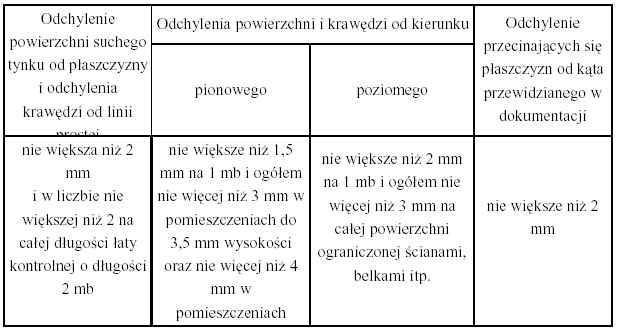 Odchylenie
powierzchni suchego
tynku od płaszczyzny
i odchylenia
krawędzi od linii
prostej
Odchylenia powierzchni i krawędzi od kierunku
pionowego
poziomego
Odchylenie
przecinających się
płaszczyzn od kąta
przewidzianego w
dokumentacji
nie większa niż 2
mm
i w liczbie nie
większej niż 2 na
całej długości łaty
kontrolnej o długości
2 mb
nie większe niż 1,5
mm na 1 mb i ogółem
nie więcej niż 3 mm w
pomieszczeniach do
3,5 mm wysokości
oraz nie więcej niż 4
mm w
pomieszczeniach
nie większe niż 2 mm
na 1 mb i ogółem nie
więcej niż 3 mm na
całej powierzchni
ograniczonej ścianami,
belkami itp.
nie większe niż 2
mm